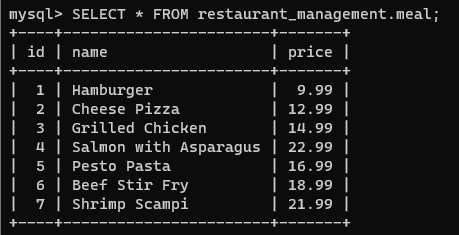 mysql> SELECT * FROM restaurant_management.meal;
+----+-----------------------+-------+
| id | name                  | price |
+----+-----------------------+-------+
|  1 | Hamburger             |  9.99 |
|  2 | Cheese Pizza          | 12.99 |
|  3 | Grilled Chicken       | 14.99 |
|  4 | Salmon with Asparagus | 22.99 |
|  5 | Pesto Pasta           | 16.99 |
|  6 | Beef Stir Fry         | 18.99 |
|  7 | Shrimp Scampi         | 21.99 |
+----+-----------------------+-------+